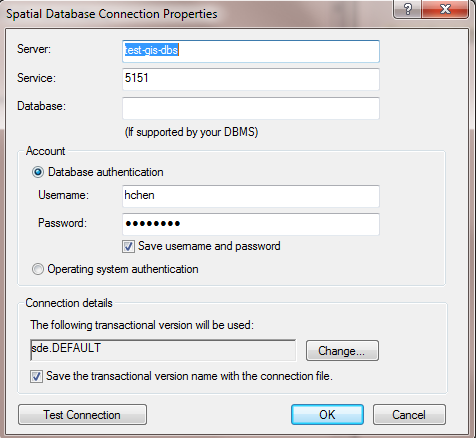 Spatial Database Connection Properties
Server: test-gis-dbs
Service: 5151
Database:
(If supported by your DBMS)
Account
Database authentication
Username: hchen
Password: ●●●●●●●●
Save username and password
Operating system authentication
Connection details
The following transactional version will be used:
sde.DEFAULT Change...
Save the transactional version name with the connection file.
Test Connection OK Cancel